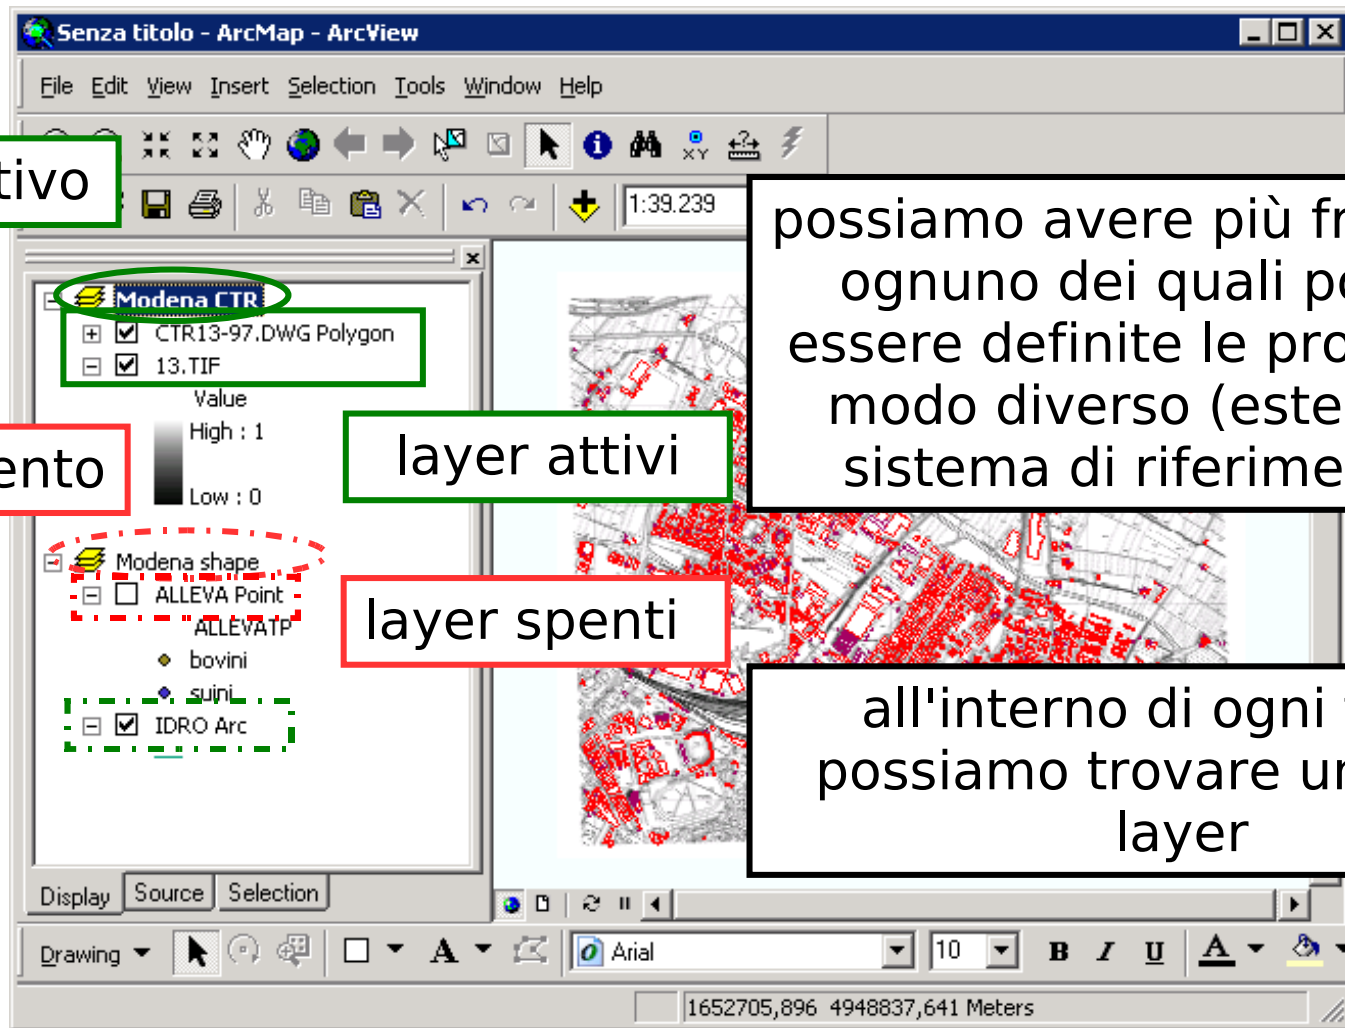 Senza titolo - ArcMap - ArcView
File Edit View Insert Selection Tools Window Help
tivo
1:39.239
possiamo avere più fr
ognuno dei quali po
essere definite le pro
modo diverso (este
sistema di riferime
Modena CTR
CTR13-97.DWG Polygon
13.TIF
Value
High : 1
Low : 0
ento
layer attivi
Modena shape
ALLEVA Point
ALLEVATP
bovini
suini
IDRO Arc
layer spenti
all'interno di ogni
possiamo trovare un
layer
Display Source Selection
Drawing A Arial 10 B I U A
1652705,896 4948837,641 Meters